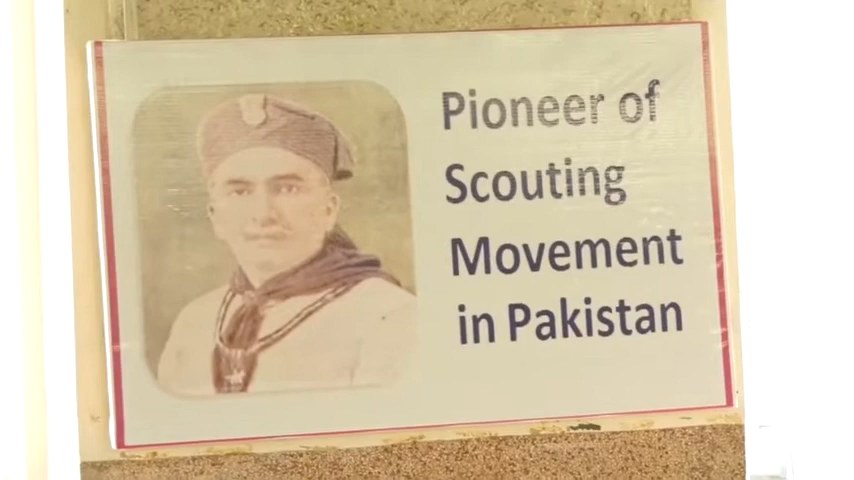 Pioneer of
Scouting
Movement
in Pakistan